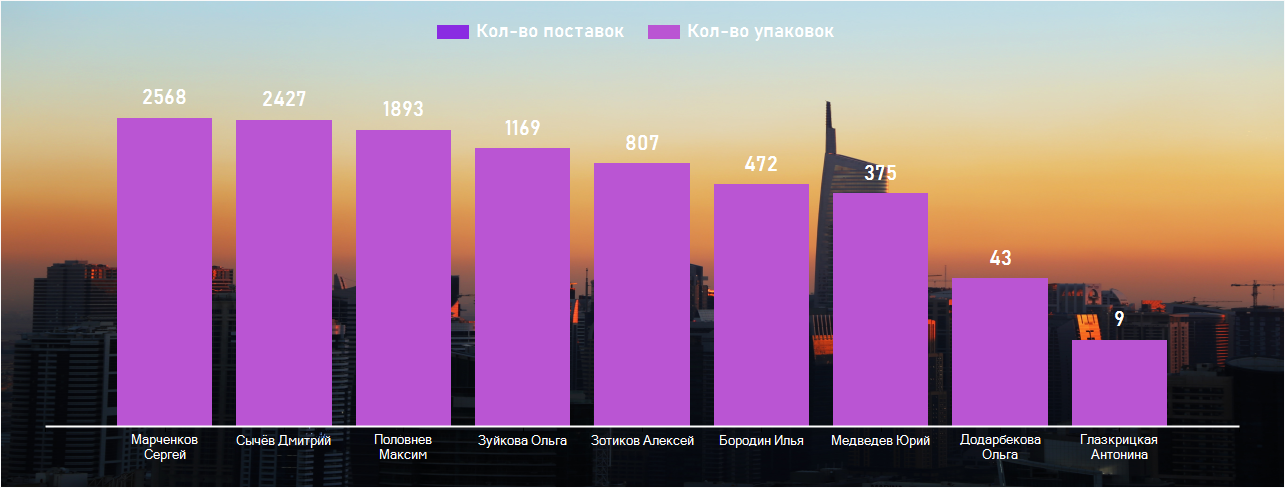 Кол-во поставок Кол-во упаковок
2568
2427
1893
1169
807
472
375
43
9
Марченков
Сергей
Сычёв Дмитрий
Половнев
Максим
Зуйкова Ольга
Зотиков Алексей
Бородин Илья
Медведев Юрий
Додарбекова
Ольга
Глазкрицкая
Антонина